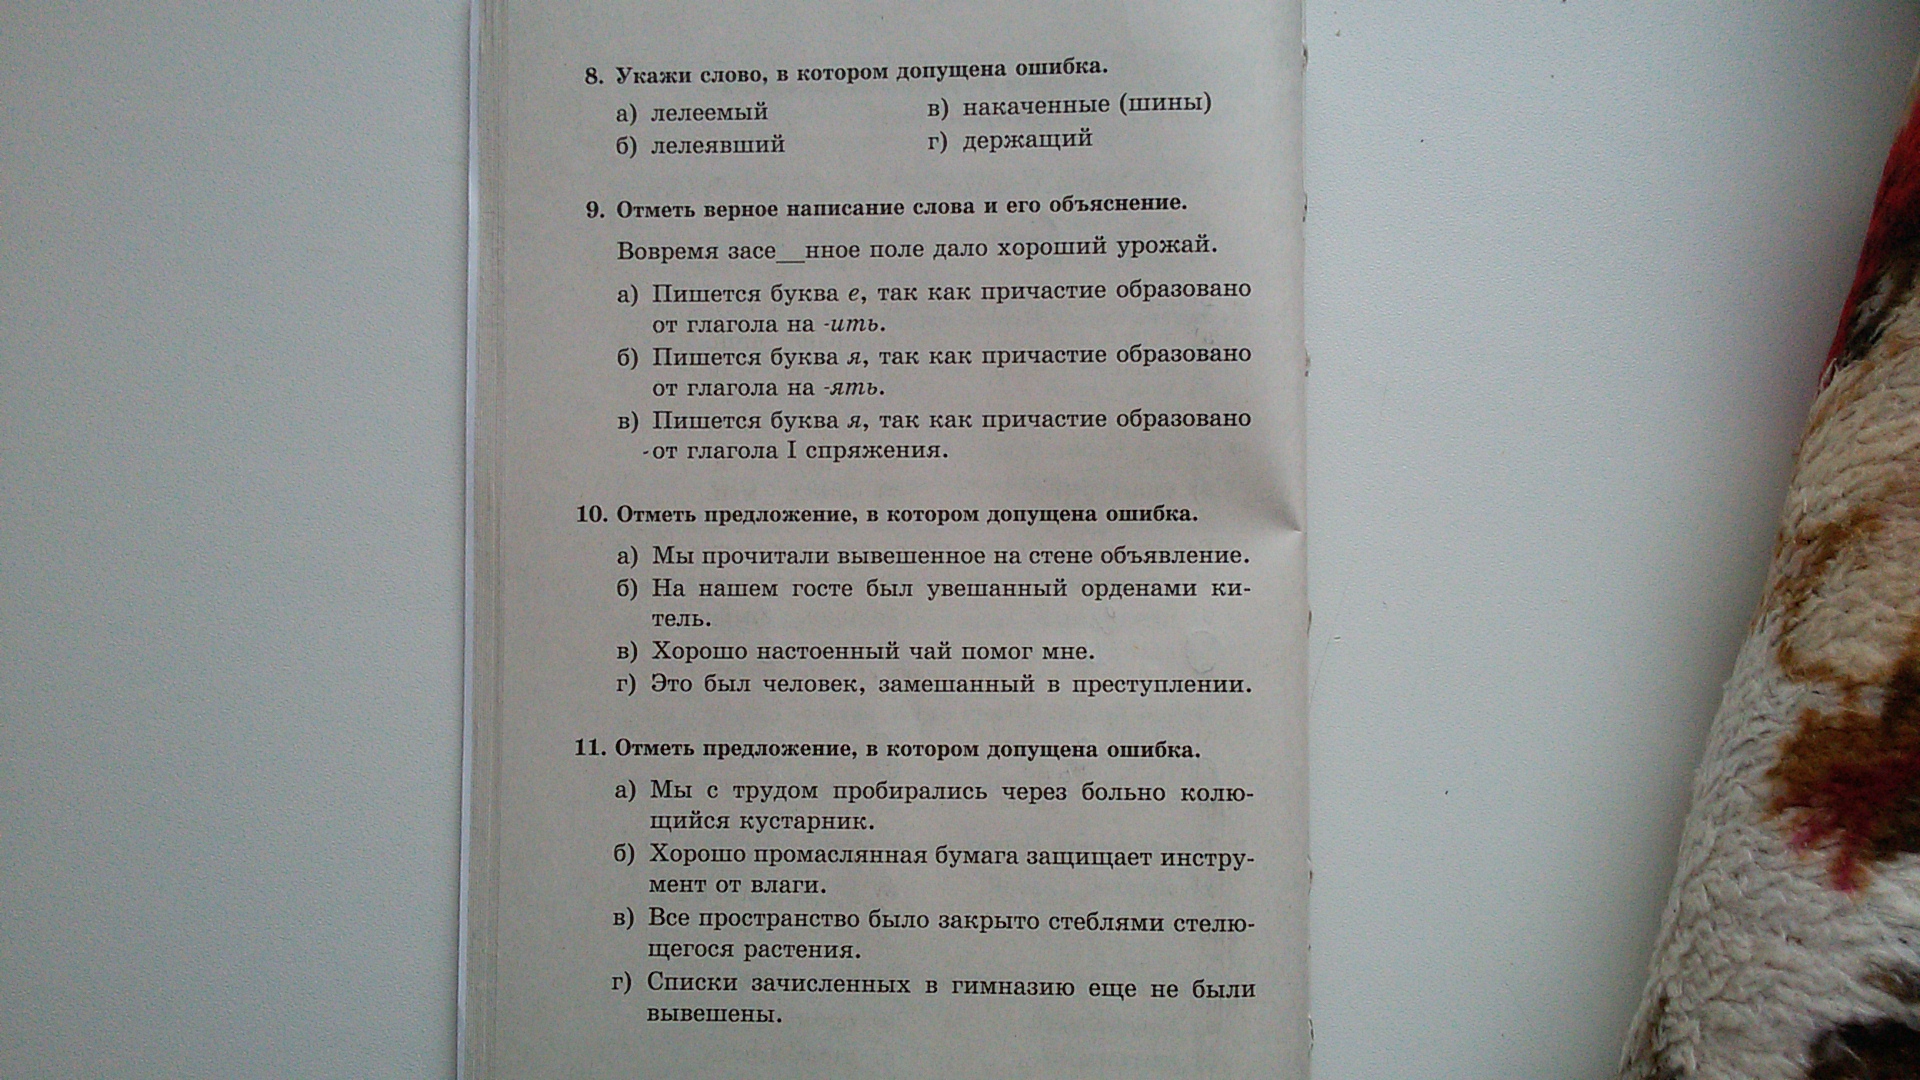 8. Укажи слово, в котором допущена ошибка.
а) лелеемый
в) накаченные (шины)
б) лелеявший
г) держащий
9. Отметь верное написание слова и его объяснение.
Вовремя засе__нное поле дало хороший урожай.
а) Пишется буква е, так как причастие образовано
от глагола на -ить.
б) Пишется буква я, так как причастие образовано
от глагола на -ять.
в) Пишется буква я, так как причастие образовано
от глагола I спряжения.
10. Отметь предложение, в котором допущена ошибка.
а) Мы прочитали вывешенное на стене объявление.
б) На нашем госте был увешанный орденами ки-
тель.
в) Хорошо настоенный чай помог мне.
г) Это был человек, замешанный в преступлении.
11. Отметь предложение, в котором допущена ошибка.
а) Мы с трудом пробирались через больно колю-
щийся кустарник.
б) Хорошо промаслянная бумага защищает инстру-
мент от влаги.
в) Все пространство было закрыто стеблями стелю-
щегося растения.
г) Списки зачисленных в гимназию еще не были
вывешены.